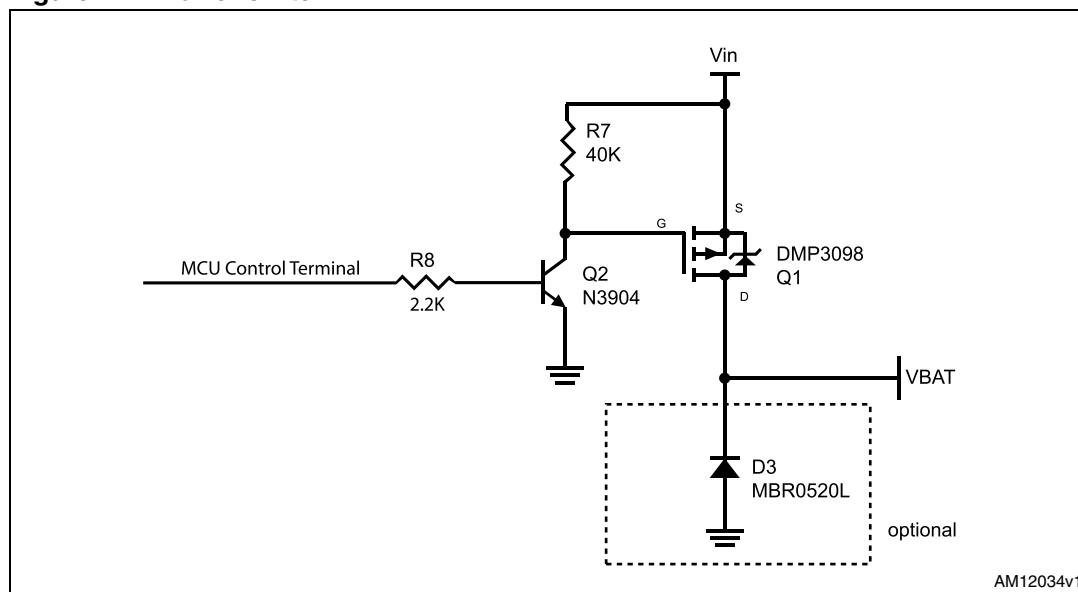 Vin
R7
40K
S
G
DMP3098
Q1
MCU Control Terminal
R8
2.2K
Q2
N3904
D
VBAT
D3
MBR0520L
optional
AM12034v1